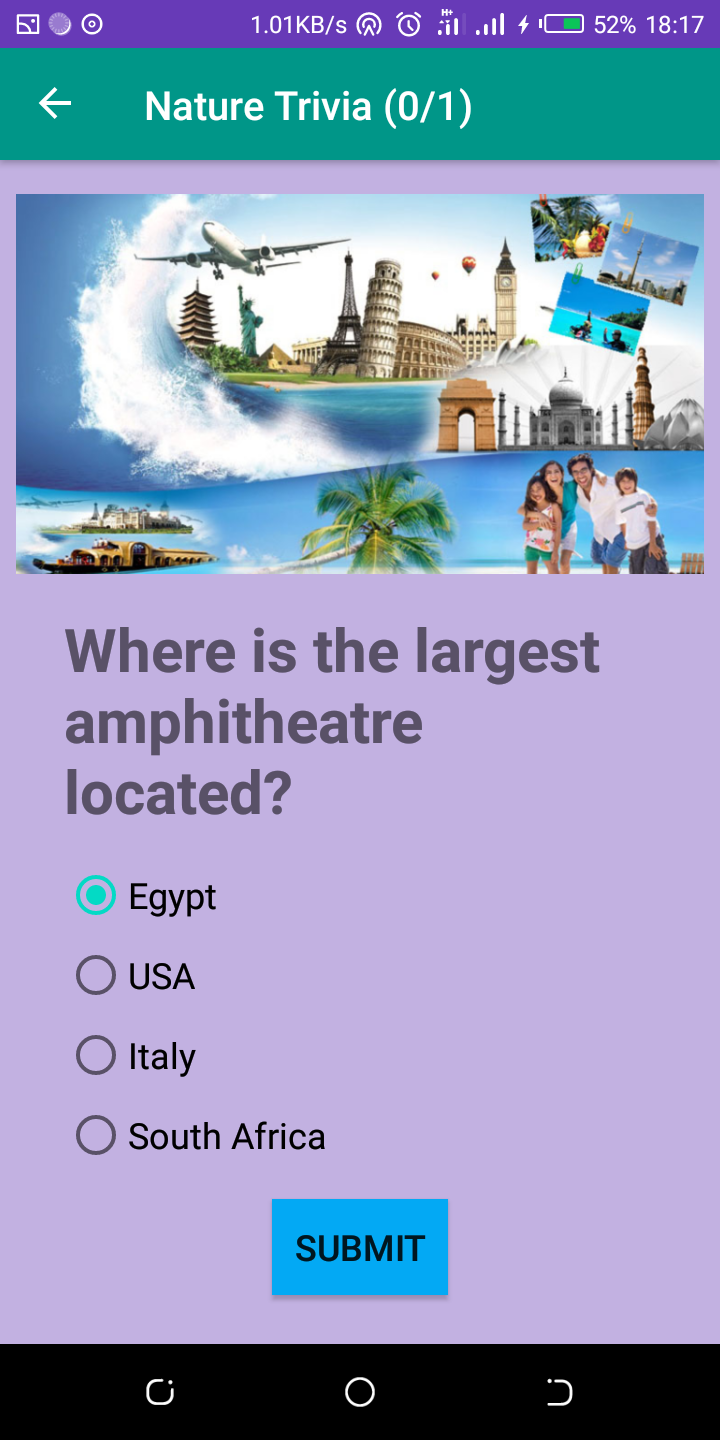 1.01KB/s H+ 52% 18:17
Nature Trivia (0/1)
Where is the largest
amphitheatre
located?
Egypt
USA
Italy
South Africa
SUBMIT